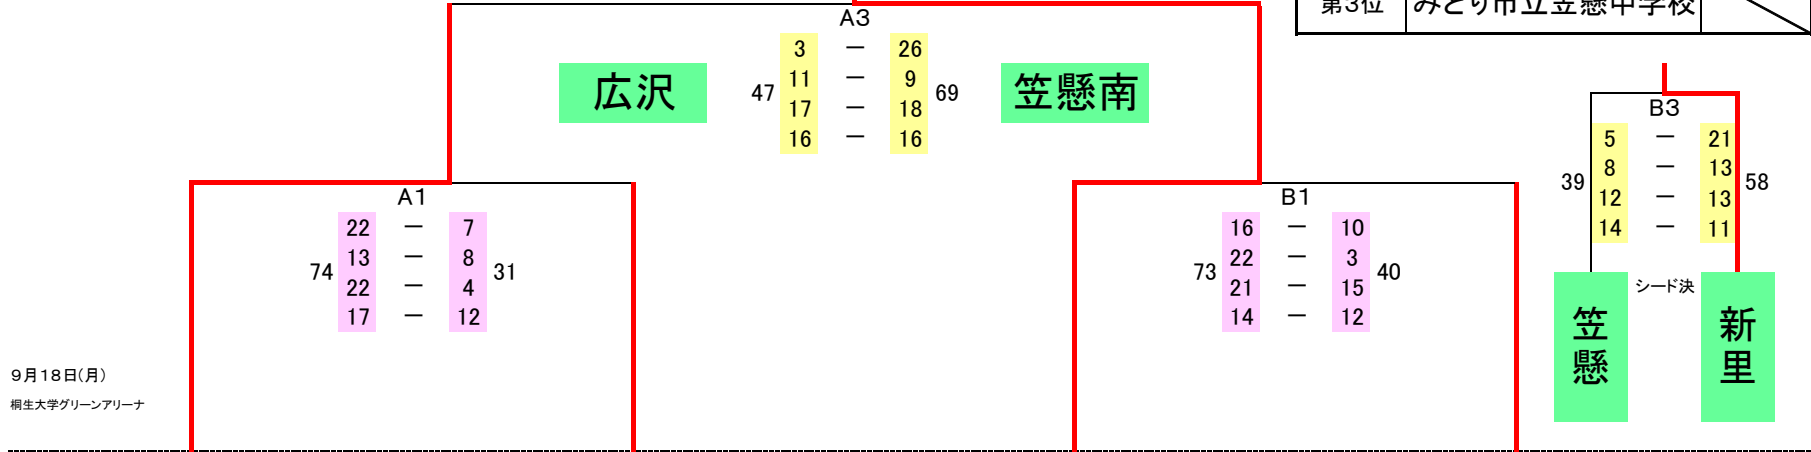 第3位 みどり市立笠懸中学校
A3
3 － 26
広沢 47 11 － 9 69 笠懸南
17 － 18
16 － 16
B3
5 － 21
8 － 13
39 58
12 － 13
14 － 11
シード決
笠懸 新里
A1
22 － 7
13 － 8
74 31
22 － 4
17 － 12
B1
16 － 10
22 － 3
73 40
21 － 15
14 － 12
9月18日(月)
桐生大学グリーンアリーナ